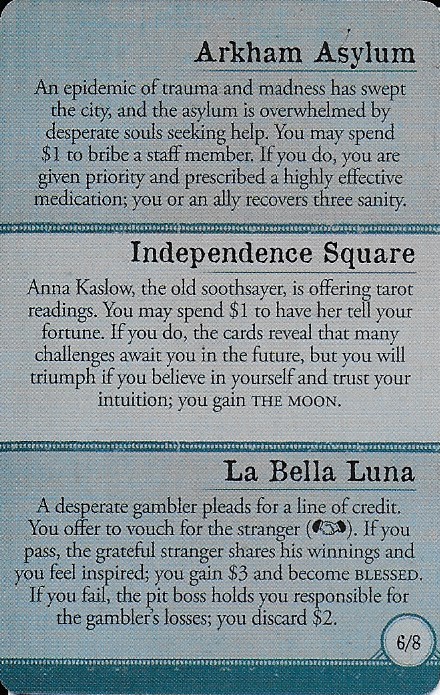 Arkham Asylum
An epidemic of trauma and madness has swept
the city, and the asylum is overwhelmed by
desperate souls seeking help. You may spend
$1 to bribe a staff member. If you do, you are
given priority and prescribed a highly effective
medication; you or an ally recovers three sanity.
Independence Square
Anna Kaslow, the old soothsayer, is offering tarot
readings. You may spend $1 to have her tell your
fortune. If you do, the cards reveal that many
challenges await you in the future, but you will
triumph if you believe in yourself and trust your
intuition; you gain THE MOON.
La Bella Luna
A desperate gambler pleads for a line of credit.
You offer to vouch for the stranger (). If you
pass, the grateful stranger shares his winnings and
you feel inspired; you gain $3 and become BLESSED.
If you fail, the pit boss holds you responsible for
the gambler's losses; you discard $2.
6/8